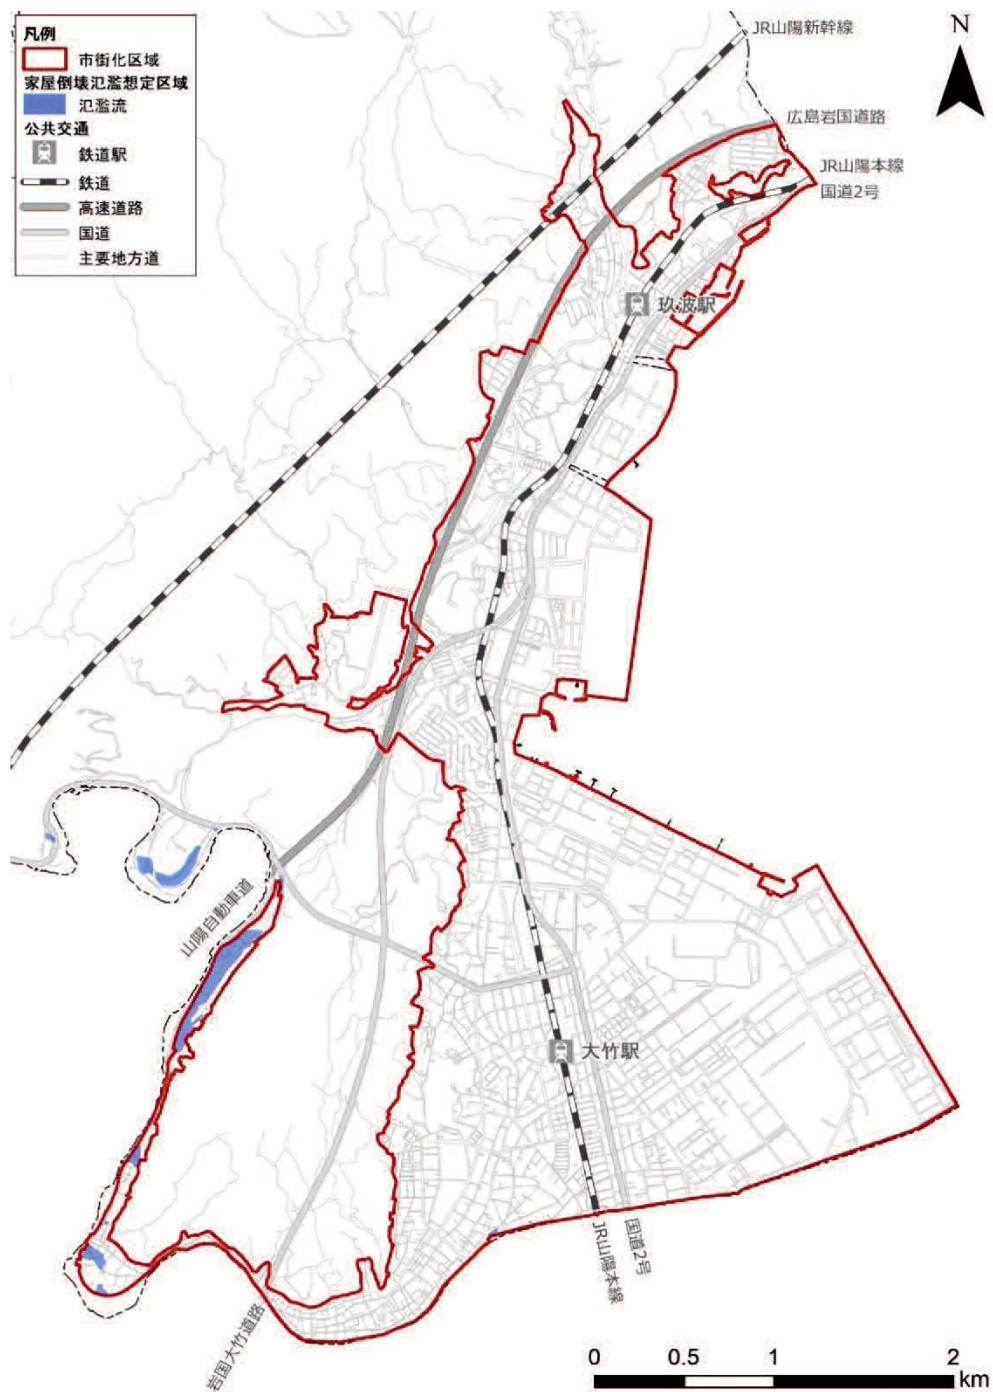 凡例
市街化区域
家屋倒壊氾濫想定区域
氾濫流
公共交通
鉄道駅
鉄道
高速道路
国道
主要地方道
JR山陽新幹線
N
広島岩国道路
JR山陽本線
国道2号
玖波駅
山陽自動車道
大竹駅
岩国大竹道路
JR山陽本線
国道2号
0 0.5 1 2
km